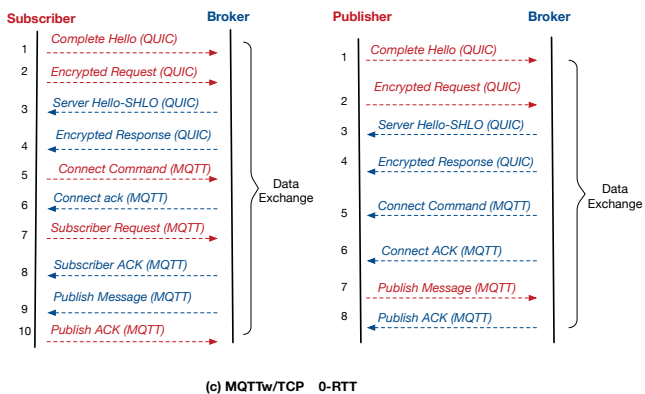 Subscriber Broker
1 Complete Hello (QUIC)
2 Encrypted Request (QUIC)
3 Server Hello-SHLO (QUIC)
4 Encrypted Response (QUIC)
5 Connect Command (MQTT)
6 Connect ack (MQTT)
7 Subscriber Request (MQTT)
8 Subscriber ACK (MQTT)
9 Publish Message (MQTT)
10 Publish ACK (MQTT)
Data
Exchange
Publisher Broker
1 Complete Hello (QUIC)
2 Encrypted Request (QUIC)
3 Server Hello-SHLO (QUIC)
4 Encrypted Response (QUIC)
5 Connect Command (MQTT)
6 Connect ACK (MQTT)
7 Publish Message (MQTT)
8 Publish ACK (MQTT)
Data
Exchange
(c) MQTTw/TCP 0-RTT